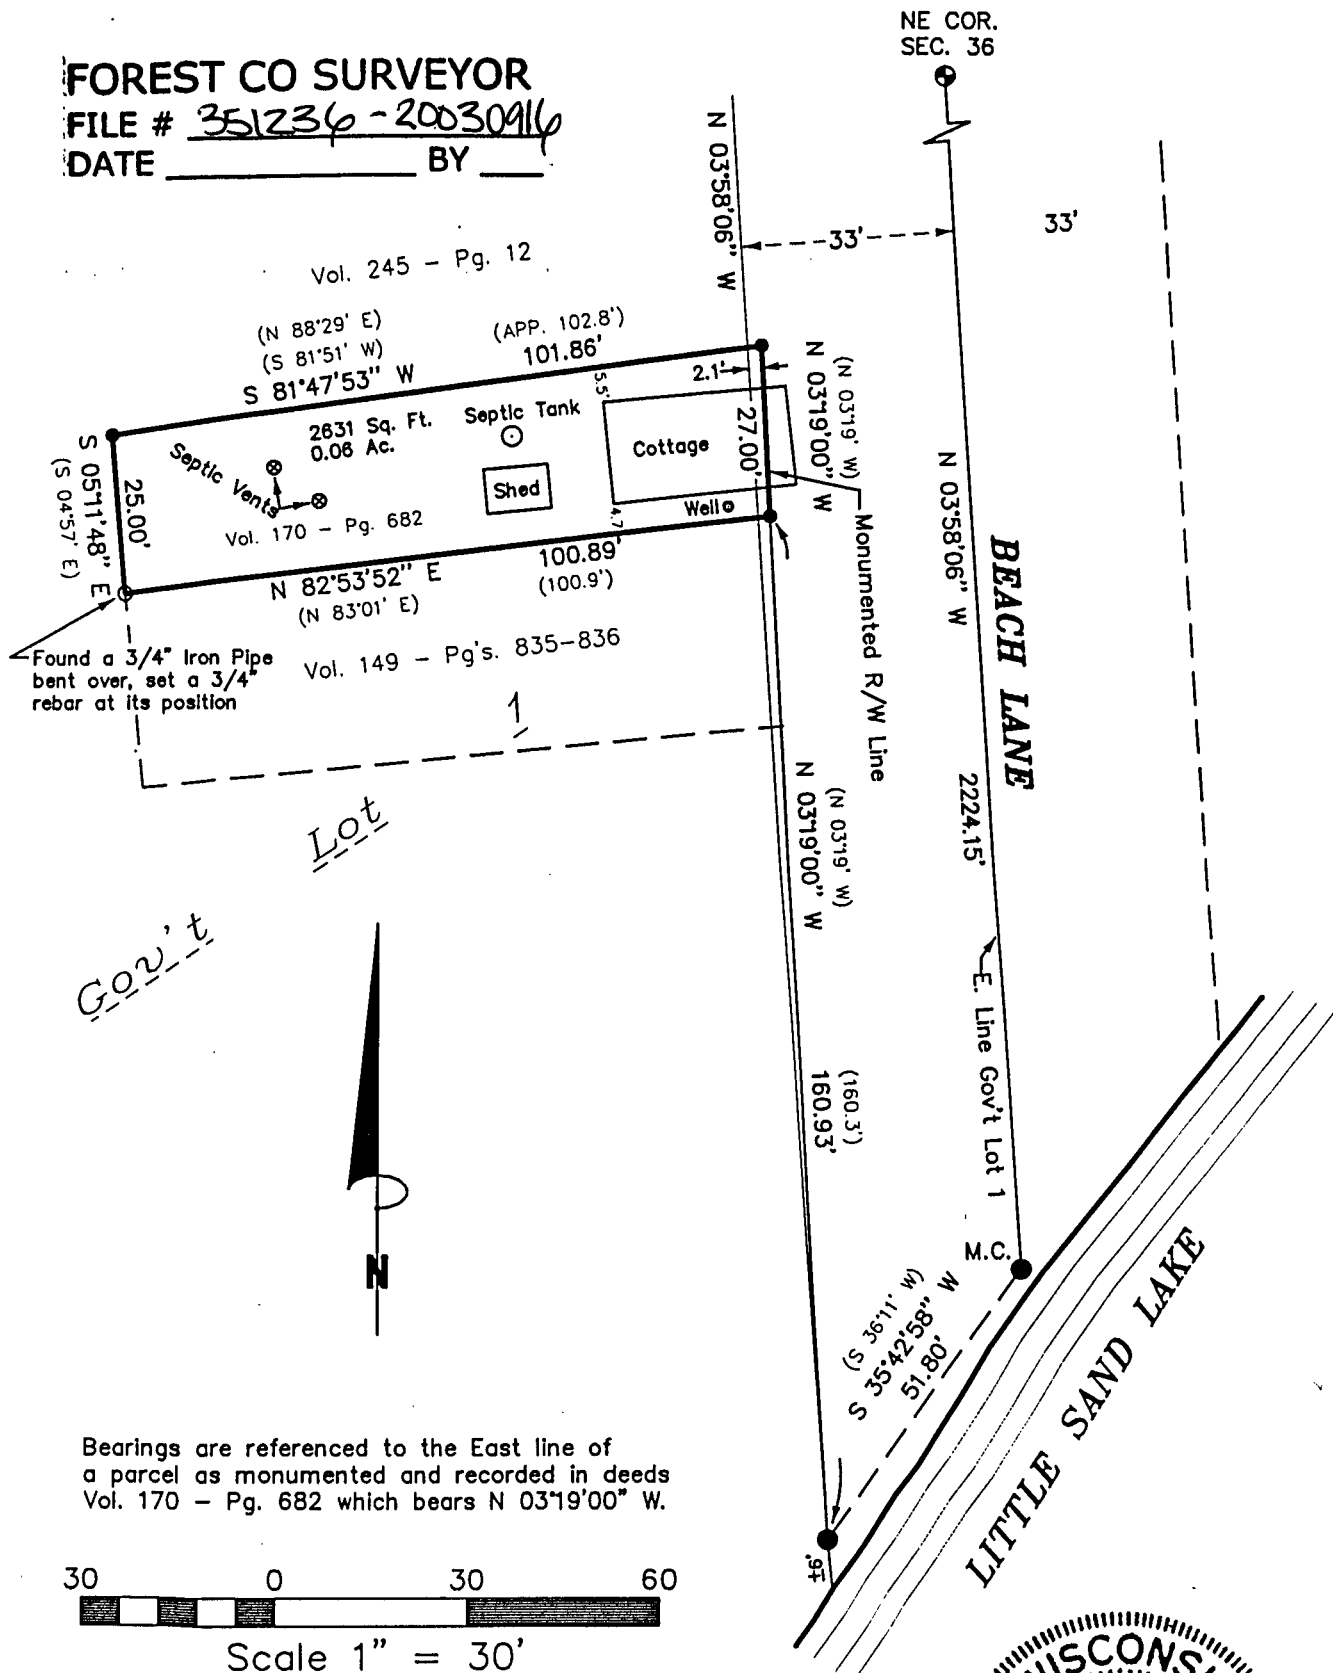 FOREST CO SURVEYOR
FILE # 351236-20030916
DATE ____ BY ____
NE COR.
SEC. 36
N 03°58'06" W
33'
33'
Vol. 245 - Pg. 12
(N 88°29' E)
(S 81°51' W)
S 81°47'53" W
(APP. 102.8')
101.86'
2.1'
(N 03°19' W)
N 03°19'00" W
27.00'
5.5'
Cottage
4.7'
2631 Sq. Ft.
0.06 Ac.
Septic Tank
Septic Vents
Shed
Well
Vol. 170 - Pg. 682
S 05°11'48" E
(S 04°57' E)
25.00'
N 82°53'52" E
(N 83°01' E)
100.89'
(100.9')
Monumented R/W Line
N 03°58'06" W
BEACH LANE
2224.15'
E. Line Gov't Lot 1
Found a 3/4" Iron Pipe
bent over, set a 3/4"
rebar at its position
Vol. 149 - Pg's. 835-836
1
Lot
Gov't
(N 03°19' W)
N 03°19'00" W
(160.3')
160.93'
M.C.
(S 36°11' W)
S 35°42'58" W
51.80'
9'±
LITTLE SAND LAKE
N
Bearings are referenced to the East line of
a parcel as monumented and recorded in deeds
Vol. 170 - Pg. 682 which bears N 03°19'00" W.
30 0 30 60
Scale 1" = 30'